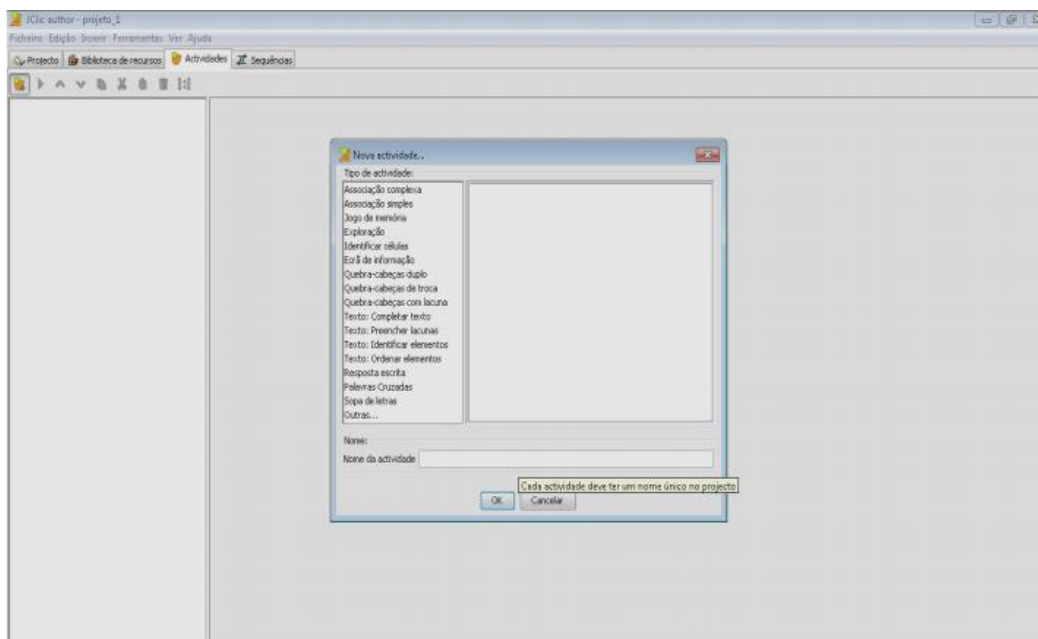 JClic author - projeto_1
Ficheiro Edição Inserir Ferramentas Ver Ajuda
Projecto Biblioteca de recursos Actividades Sequências
Nova actividade...
Tipo de actividade:
Associação complexa
Associação simples
Jogo de memória
Exploração
Identificar células
Ecrã de informação
Quebra-cabeças duplo
Quebra-cabeças de troca
Quebra-cabeças com lacuna
Texto: Completar texto
Texto: Preencher lacunas
Texto: Identificar elementos
Texto: Ordenar elementos
Resposta escrita
Palavras Cruzadas
Sopa de letras
Outras...
Nome:
Nome da actividade
Cada actividade deve ter um nome único no projecto
OK Cancelar